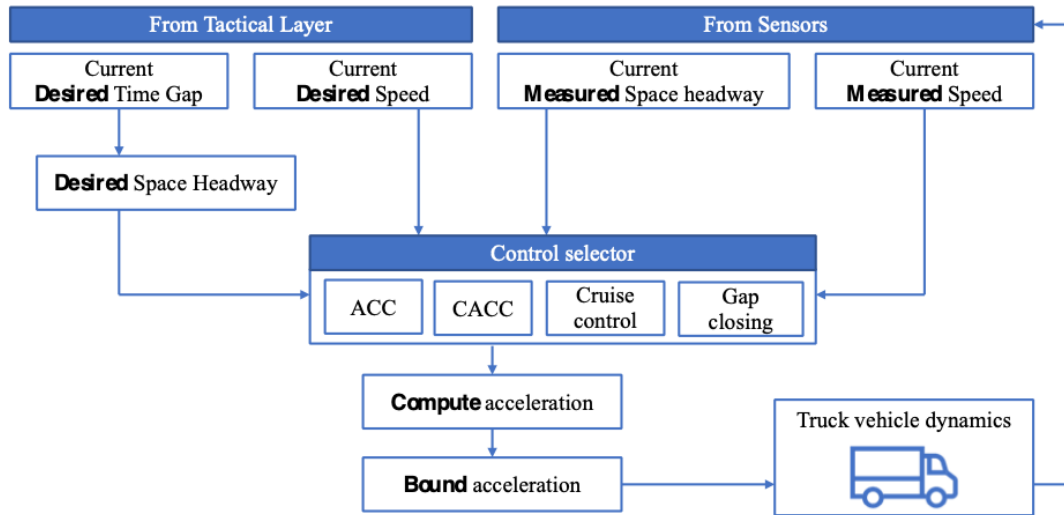 From Tactical Layer
From Sensors
Current
Desired Time Gap
Current
Desired Speed
Current
Measured Space headway
Current
Measured Speed
Desired Space Headway
Control selector
ACC
CACC
Cruise
control
Gap
closing
Compute acceleration
Truck vehicle dynamics
Bound acceleration